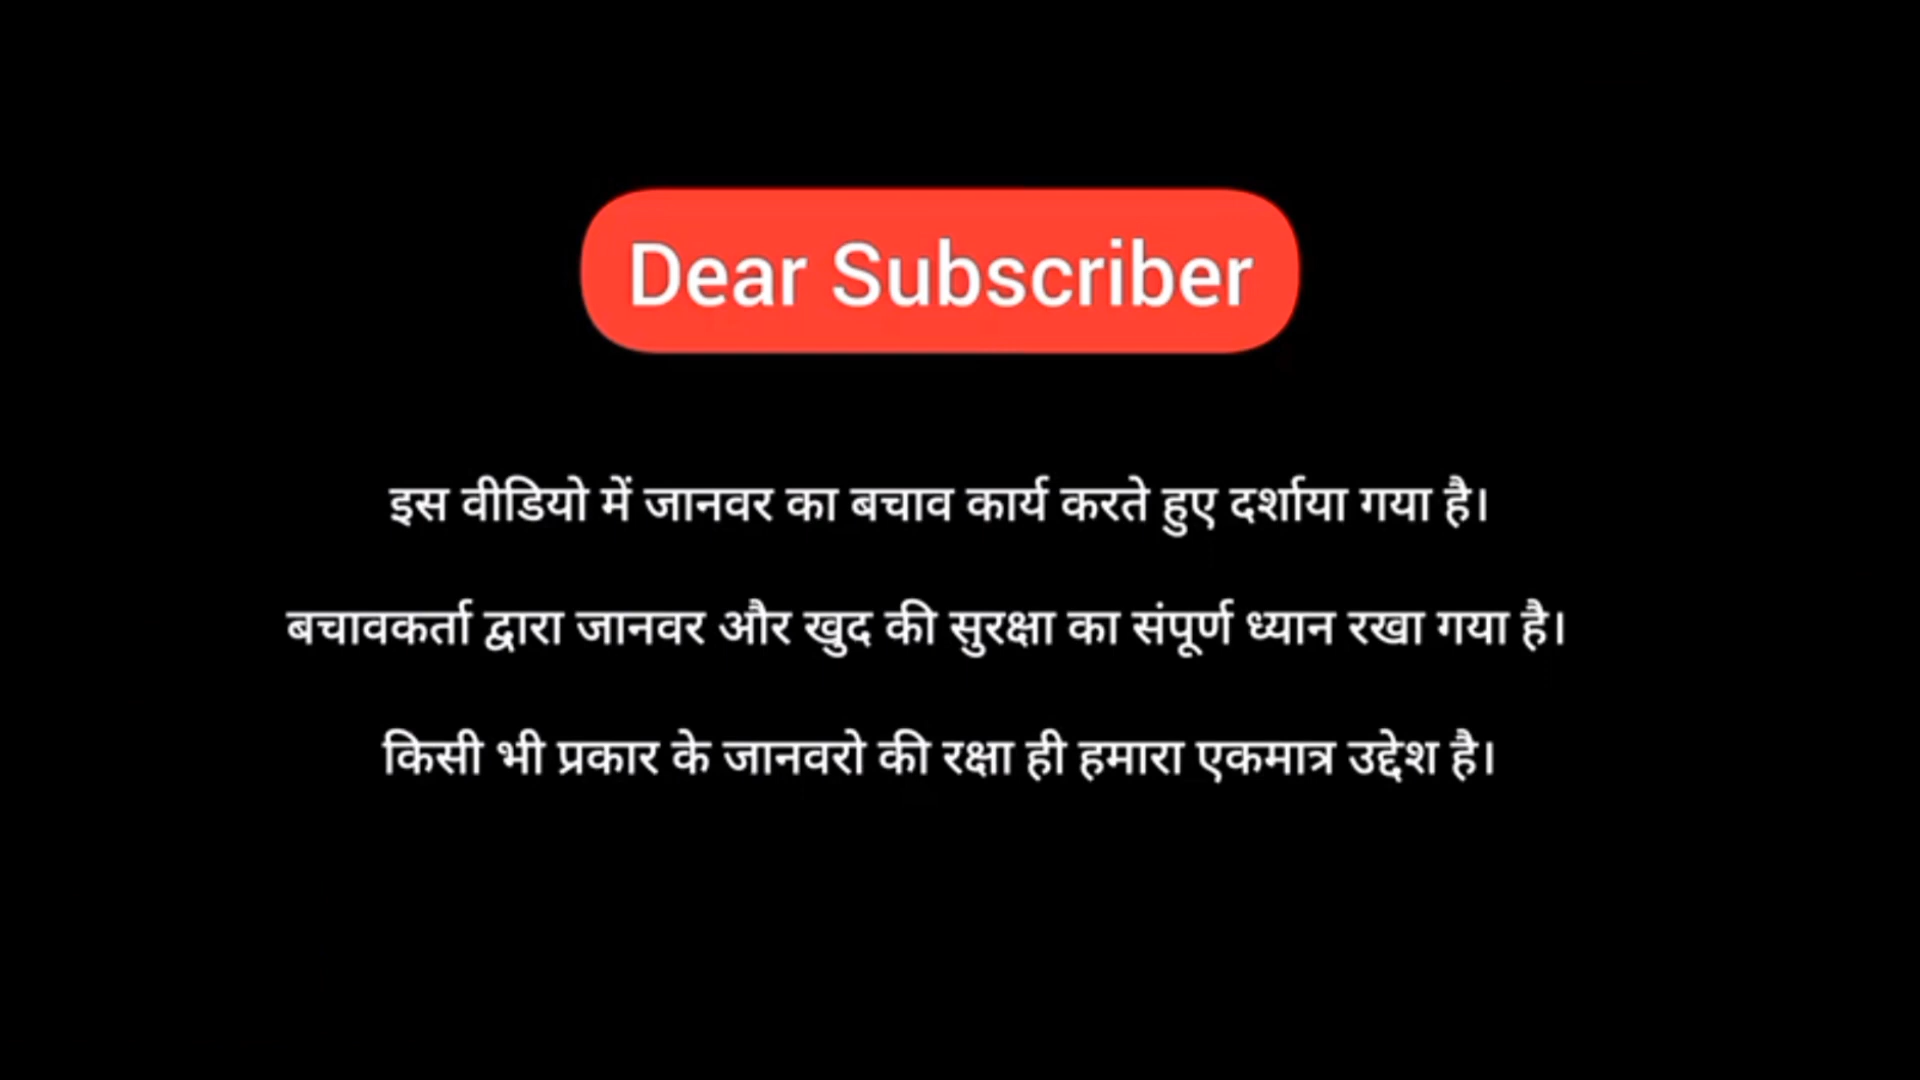 Dear Subscriber
इस वीडियो में जानवर का बचाव कार्य करते हुए दर्शाया गया है।
बचावकर्ता द्वारा जानवर और खुद की सुरक्षा का संपूर्ण ध्यान रखा गया है।
किसी भी प्रकार के जानवरो की रक्षा ही हमारा एकमात्र उद्देश है।